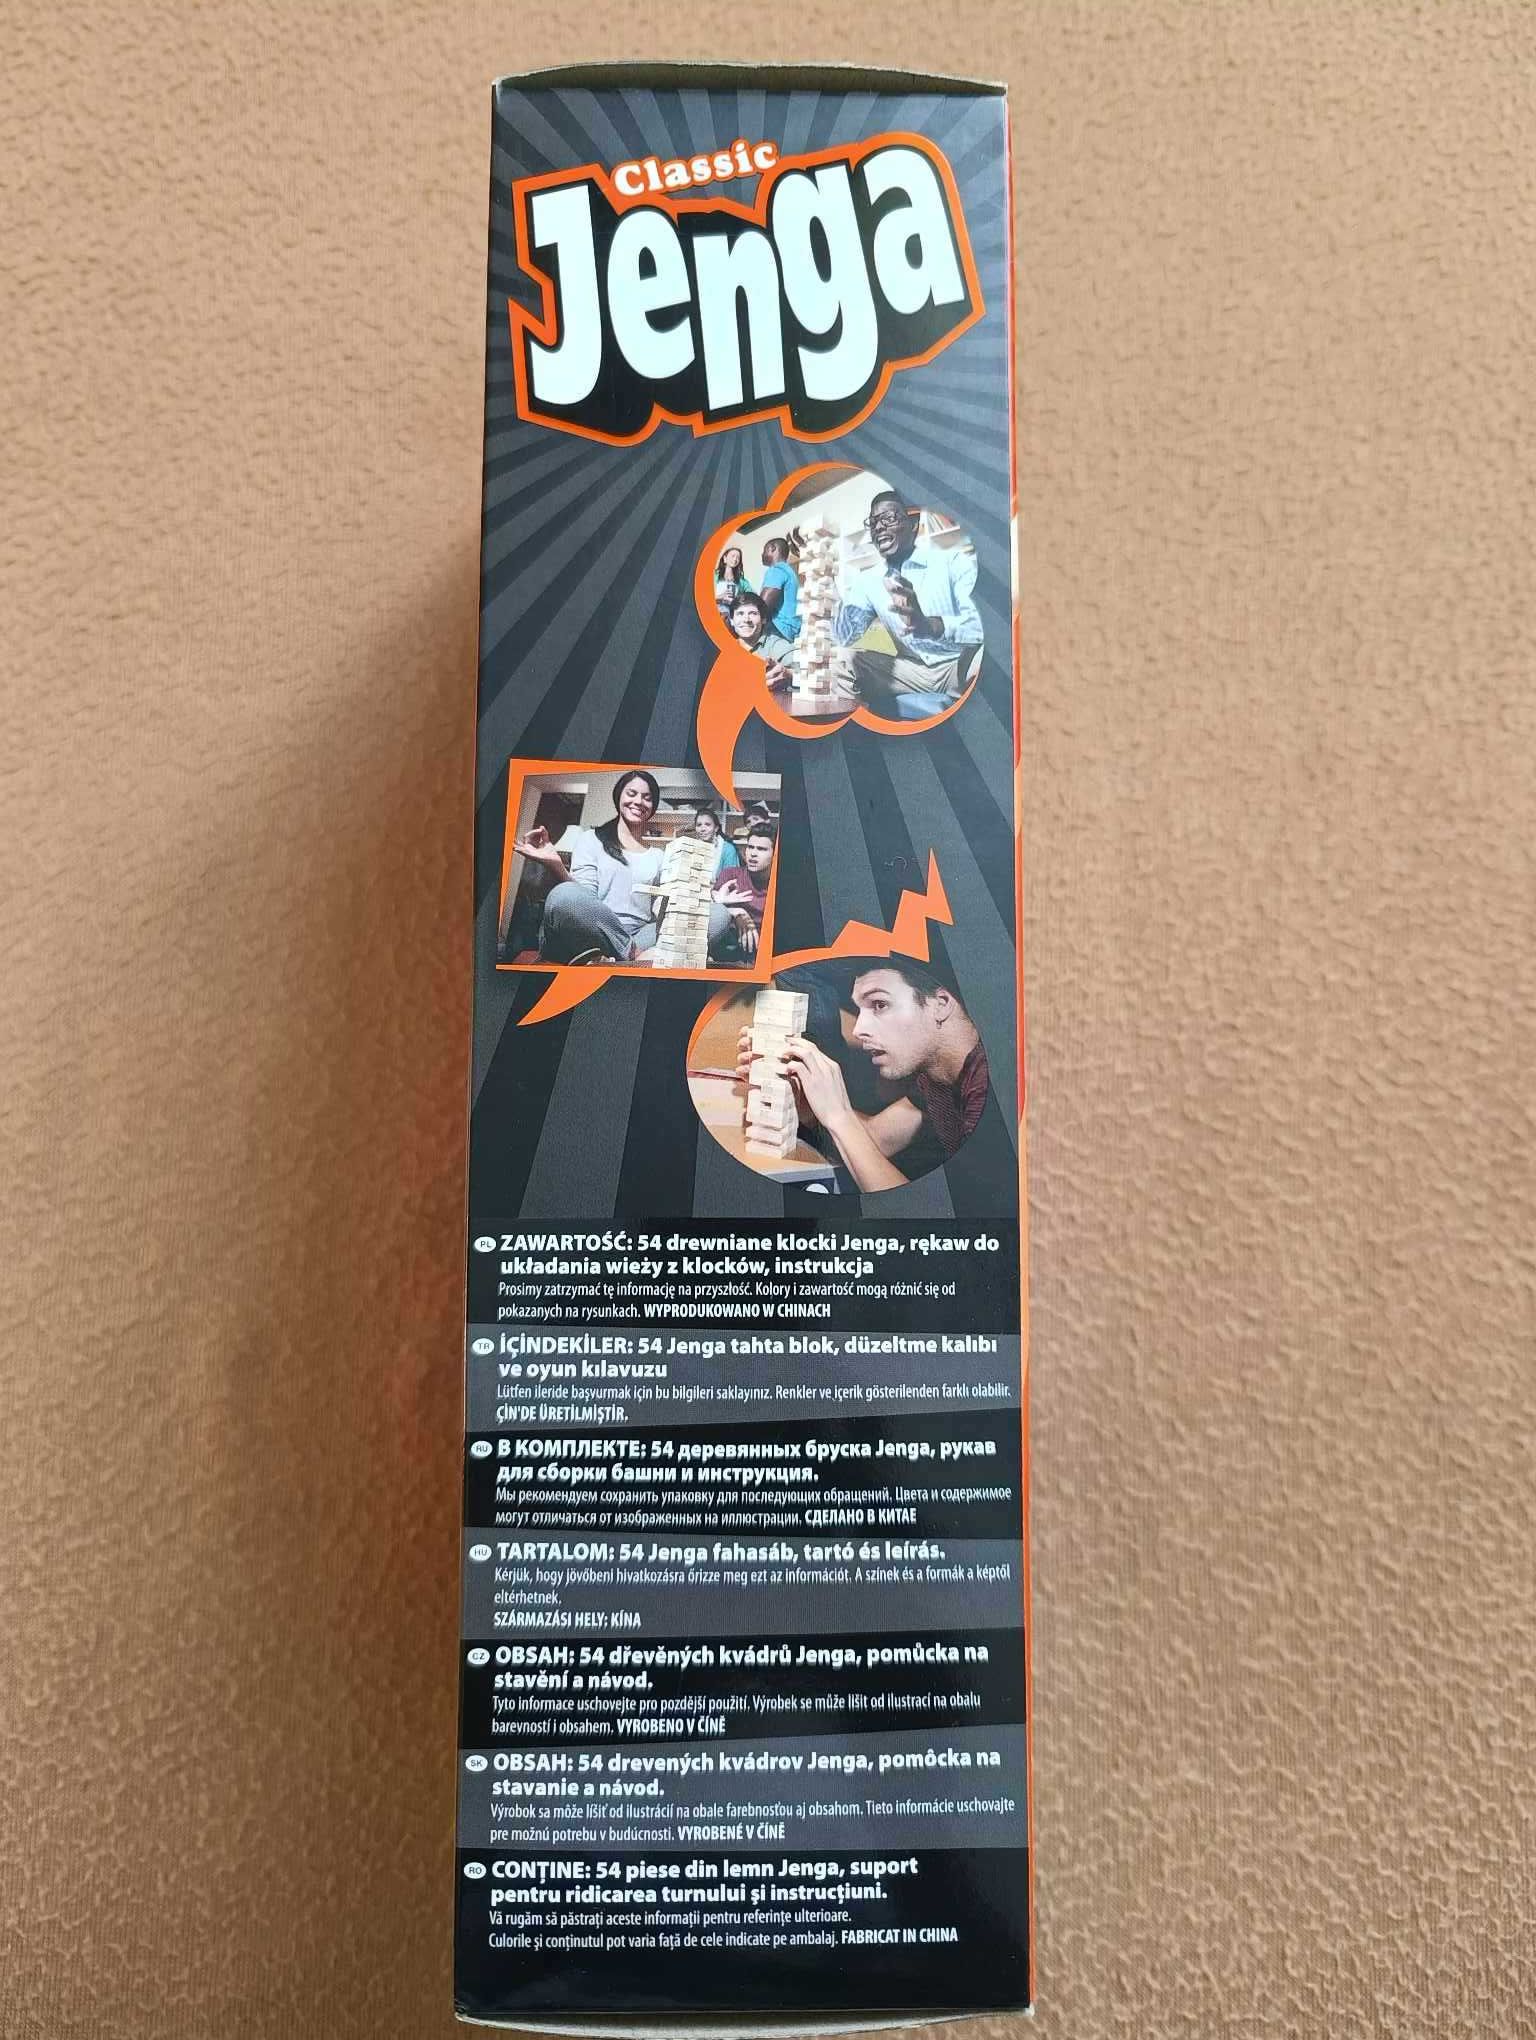 Classic
Jenga
PL ZAWARTOŚĆ: 54 drewniane klocki Jenga, rękaw do
układania wieży z klocków, instrukcja
Prosimy zatrzymać tę informację na przyszłość. Kolory i zawartość mogą różnić się od
pokazanych na rysunkach. WYPRODUKOWANO W CHINACH
TR İÇİNDEKİLER: 54 Jenga tahta blok, düzeltme kalıbı
ve oyun kılavuzu
Lütfen ileride başvurmak için bu bilgileri saklayınız. Renkler ve içerik gösterilenden farklı olabilir.
ÇİN'DE ÜRETİLMİŞTİR.
RU В КОМПЛЕКТЕ: 54 деревянных бруска Jenga, рукав
для сборки башни и инструкция.
Мы рекомендуем сохранить упаковку для последующих обращений. Цвета и содержимое
могут отличаться от изображенных на иллюстрации. СДЕЛАНО В КИТАЕ
HU TARTALOM: 54 Jenga fahasáb, tartó és leírás.
Kérjük, hogy jövőbeni hivatkozásra őrizze meg ezt az információt. A színek és a formák a képtől
eltérhetnek.
SZÁRMAZÁSI HELY: KÍNA
CZ OBSAH: 54 dřevěných kvádrů Jenga, pomůcka na
stavění a návod.
Tyto informace uschovejte pro pozdější použití. Výrobek se může lišit od ilustrací na obalu
barevností i obsahem. VYROBENO V ČÍNĚ
SK OBSAH: 54 drevených kvádrov Jenga, pomôcka na
stavanie a návod.
Výrobok sa môže líšiť od ilustrácií na obale farebnosťou aj obsahom. Tieto informácie uschovajte
pre možnú potrebu v budúcnosti. VYROBENÉ V ČÍNĚ
RO CONȚINE: 54 piese din lemn Jenga, suport
pentru ridicarea turnului și instrucțiuni.
Vă rugăm să păstrați aceste informații pentru referințe ulterioare.
Culorile și conținutul pot varia față de cele indicate pe ambalaj. FABRICAT IN CHINA